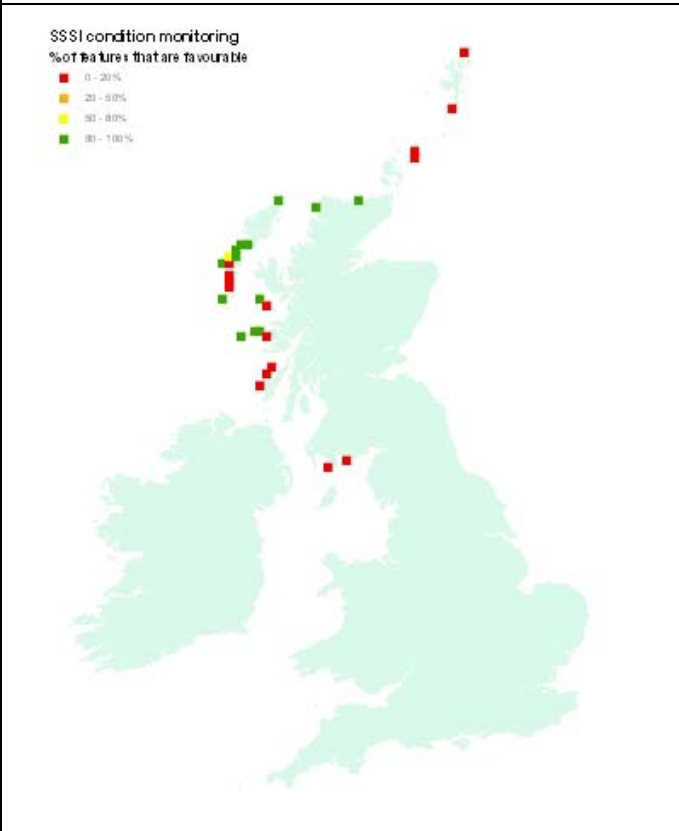 SSSI condition monitoring
% of features that are favourable
0 - 20%
20 - 50%
50 - 80%
80 - 100%